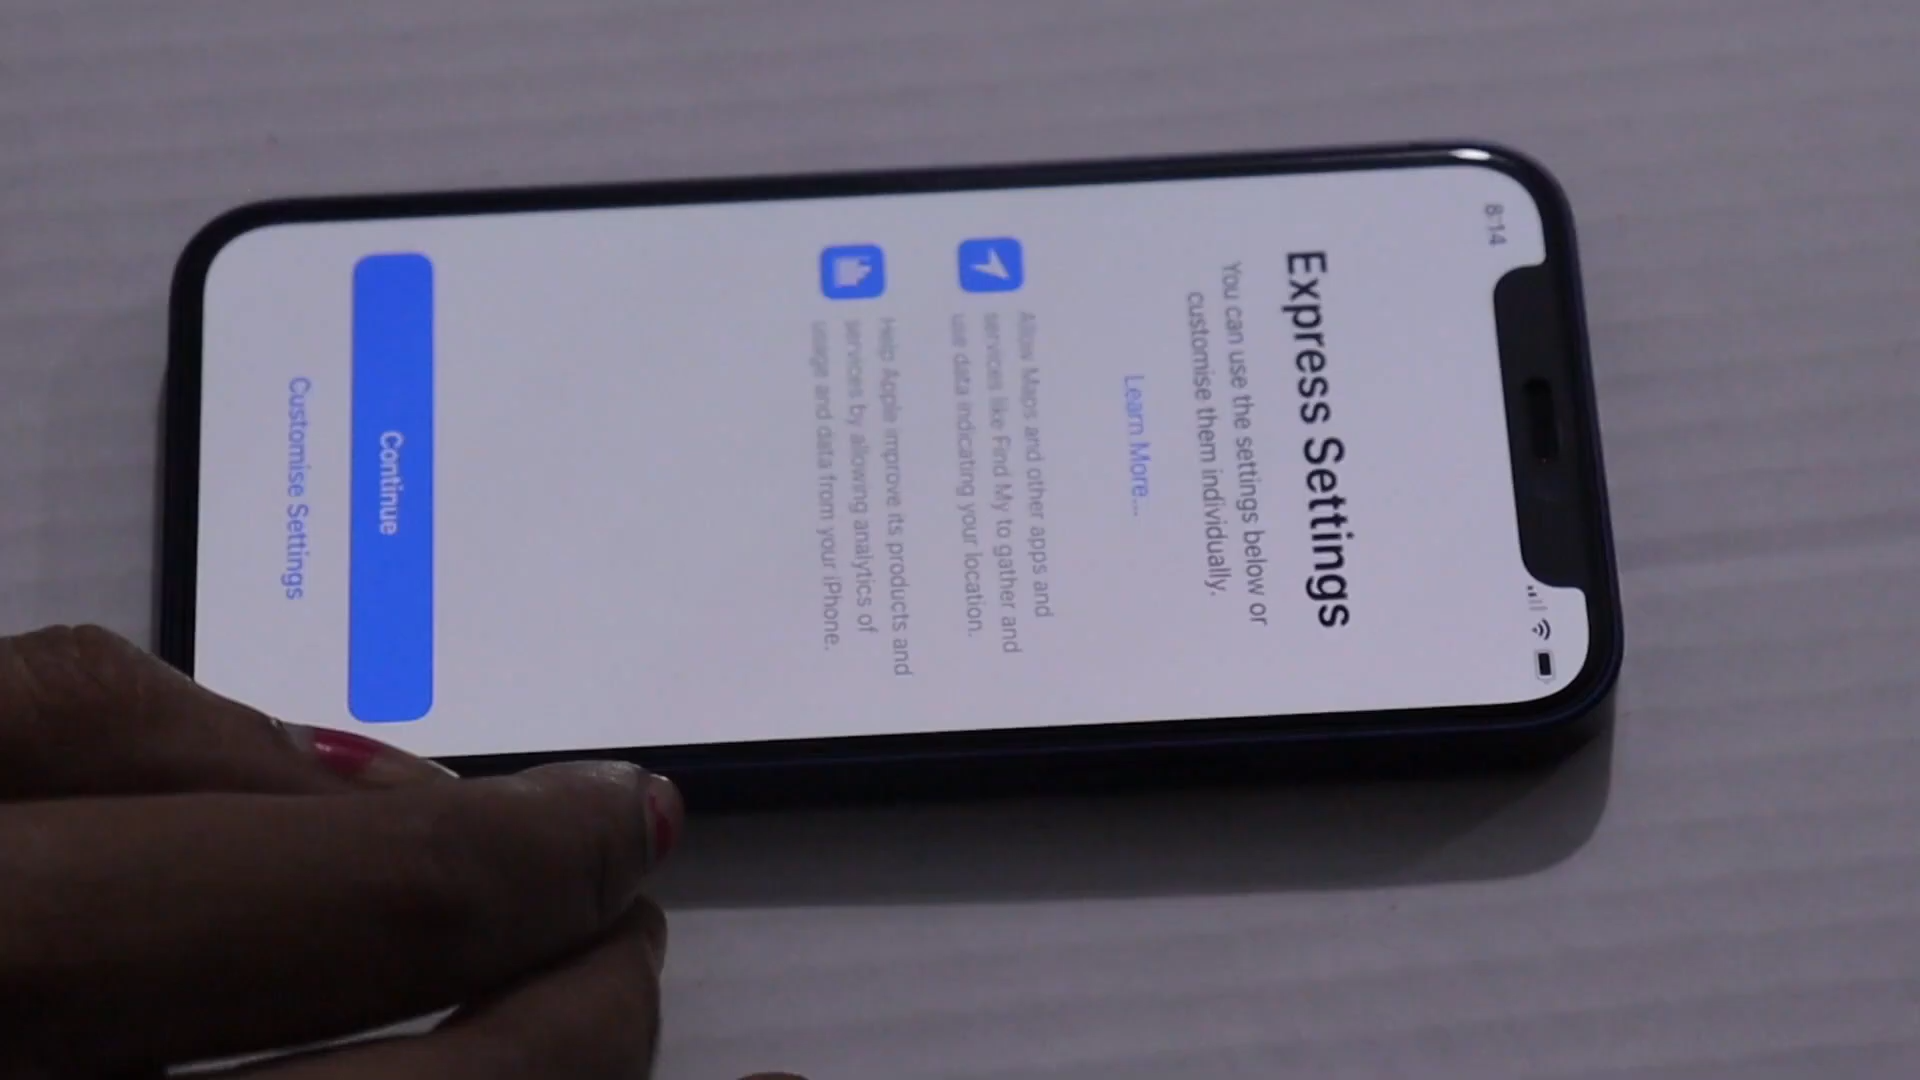 8:14
Express Settings
You can use the settings below or
customise them individually.
Learn More...
Allow Maps and other apps and
services like Find My to gather and
use data indicating your location.
Help Apple improve its products and
services by allowing analytics of
usage and data from your iPhone.
Continue
Customise Settings